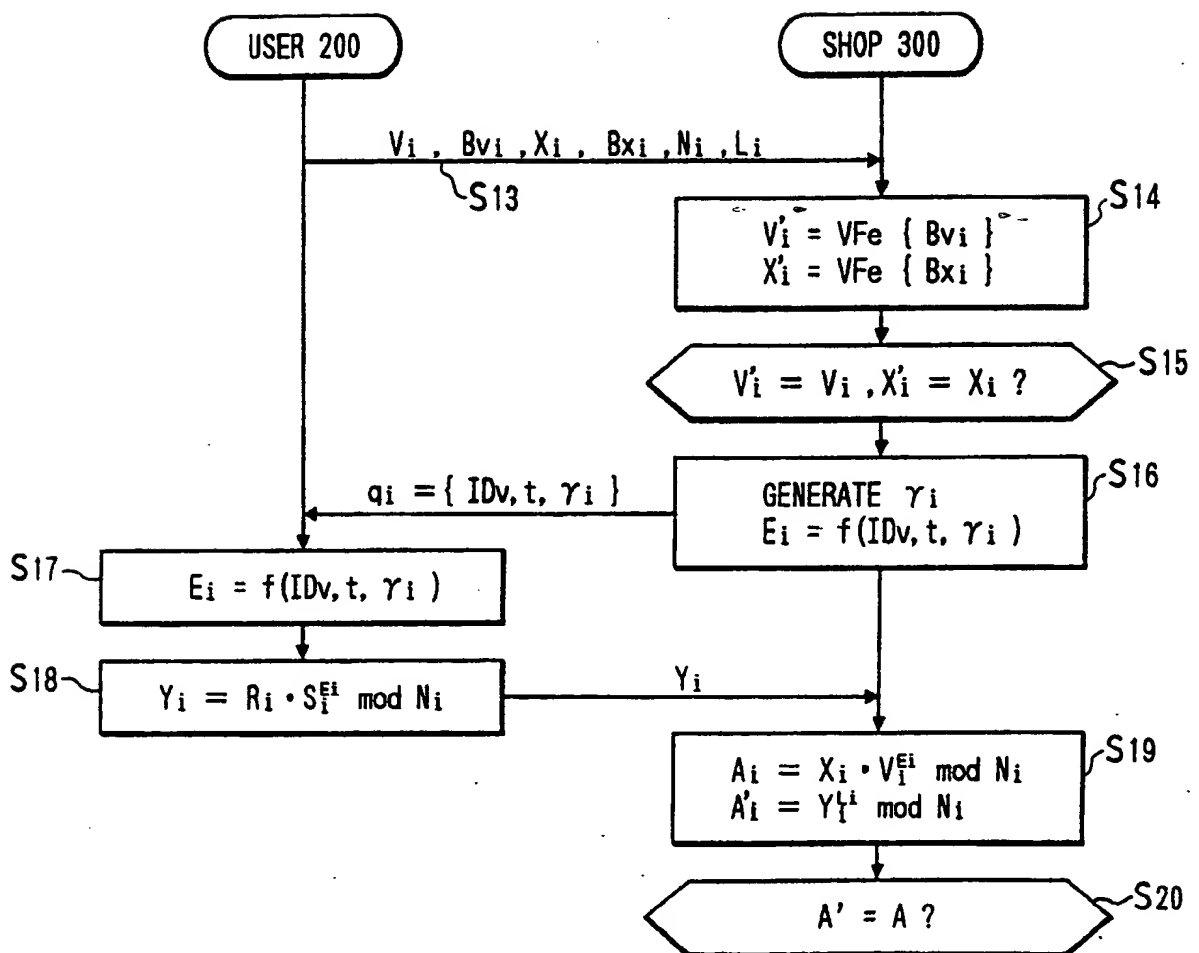 USER 200
SHOP 300
Vi , Bvi , Xi , Bxi , Ni , Li
S13
S14
V'i = VFe { Bvi }
X'i = VFe { Bxi }
S15
V'i = Vi , X'i = Xi ?
S16
qi = { IDv, t, γi }
GENERATE γi
Ei = f(IDv, t, γi )
S17
Ei = f(IDv, t, γi )
S18
Yi = Ri · Si^Ei mod Ni
Yi
S19
Ai = Xi · Vi^Ei mod Ni
A'i = Yi^Li mod Ni
S20
A' = A ?